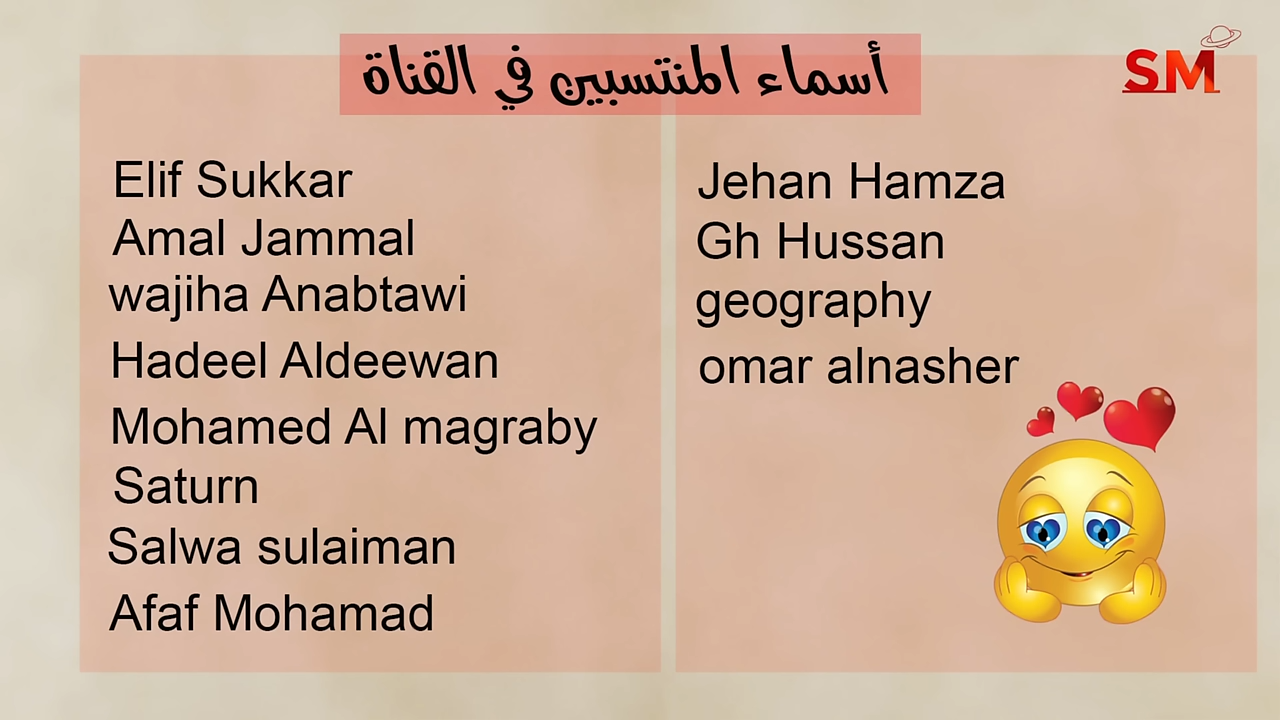 أسماء المنتسبين في القناة
SM
Elif Sukkar
Amal Jammal
wajiha Anabtawi
Hadeel Aldeewan
Mohamed Al magraby
Saturn
Salwa sulaiman
Afaf Mohamad
Jehan Hamza
Gh Hussan
geography
omar alnasher